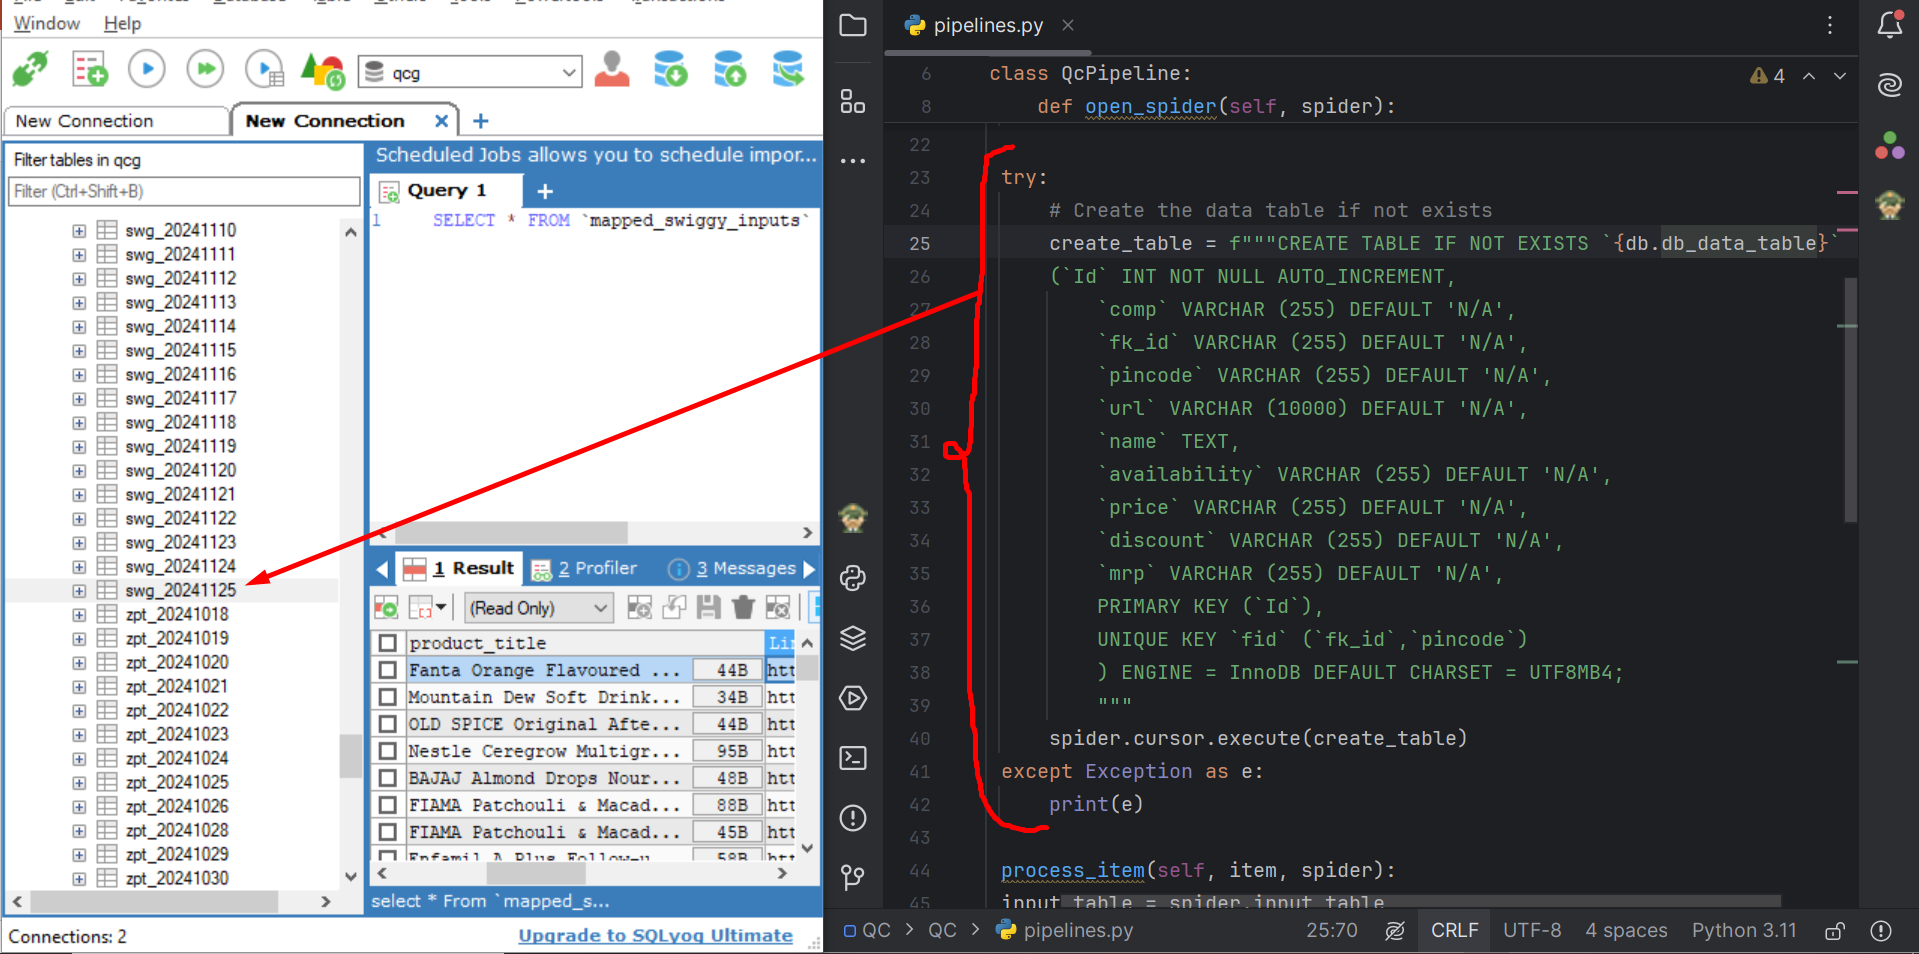 Window Help
qcg
New Connection
New Connection
Filter tables in qcg
Filter (Ctrl+Shift+B)
swg_20241110
swg_20241111
swg_20241112
swg_20241113
swg_20241114
swg_20241115
swg_20241116
swg_20241117
swg_20241118
swg_20241119
swg_20241120
swg_20241121
swg_20241122
swg_20241123
swg_20241124
swg_20241125
zpt_20241018
zpt_20241019
zpt_20241020
zpt_20241021
zpt_20241022
zpt_20241023
zpt_20241024
zpt_20241025
zpt_20241026
zpt_20241028
zpt_20241029
zpt_20241030
Connections: 2
Scheduled Jobs allows you to schedule impor...
Query 1
1 SELECT * FROM `mapped_swiggy_inputs`
1 Result 2 Profiler 3 Messages
(Read Only)
product_title Li
Fanta Orange Flavoured ... 44B htt
Mountain Dew Soft Drink... 34B htt
OLD SPICE Original Afte... 44B htt
Nestle Ceregrow Multigr... 95B htt
BAJAJ Almond Drops Nour... 48B htt
FIAMA Patchouli & Macad... 88B htt
FIAMA Patchouli & Macad... 45B htt
Enfamil A Plus Follow-u 58B htt
select * From `mapped_s...
Upgrade to SQLyog Ultimate
pipelines.py
4
6 class QcPipeline:
8 def open_spider(self, spider):
22
23 try:
24 # Create the data table if not exists
25 create_table = f"""CREATE TABLE IF NOT EXISTS `{db.db_data_table}`
26 (`Id` INT NOT NULL AUTO_INCREMENT,
27 `comp` VARCHAR (255) DEFAULT 'N/A',
28 `fk_id` VARCHAR (255) DEFAULT 'N/A',
29 `pincode` VARCHAR (255) DEFAULT 'N/A',
30 `url` VARCHAR (10000) DEFAULT 'N/A',
31 `name` TEXT,
32 `availability` VARCHAR (255) DEFAULT 'N/A',
33 `price` VARCHAR (255) DEFAULT 'N/A',
34 `discount` VARCHAR (255) DEFAULT 'N/A',
35 `mrp` VARCHAR (255) DEFAULT 'N/A',
36 PRIMARY KEY (`Id`),
37 UNIQUE KEY `fid` (`fk_id`,`pincode`)
38 ) ENGINE = InnoDB DEFAULT CHARSET = UTF8MB4;
39 """
40 spider.cursor.execute(create_table)
41 except Exception as e:
42 print(e)
43
44 process_item(self, item, spider):
45 input_table = spider.input_table
QC > QC > pipelines.py 25:70 CRLF UTF-8 4 spaces Python 3.11